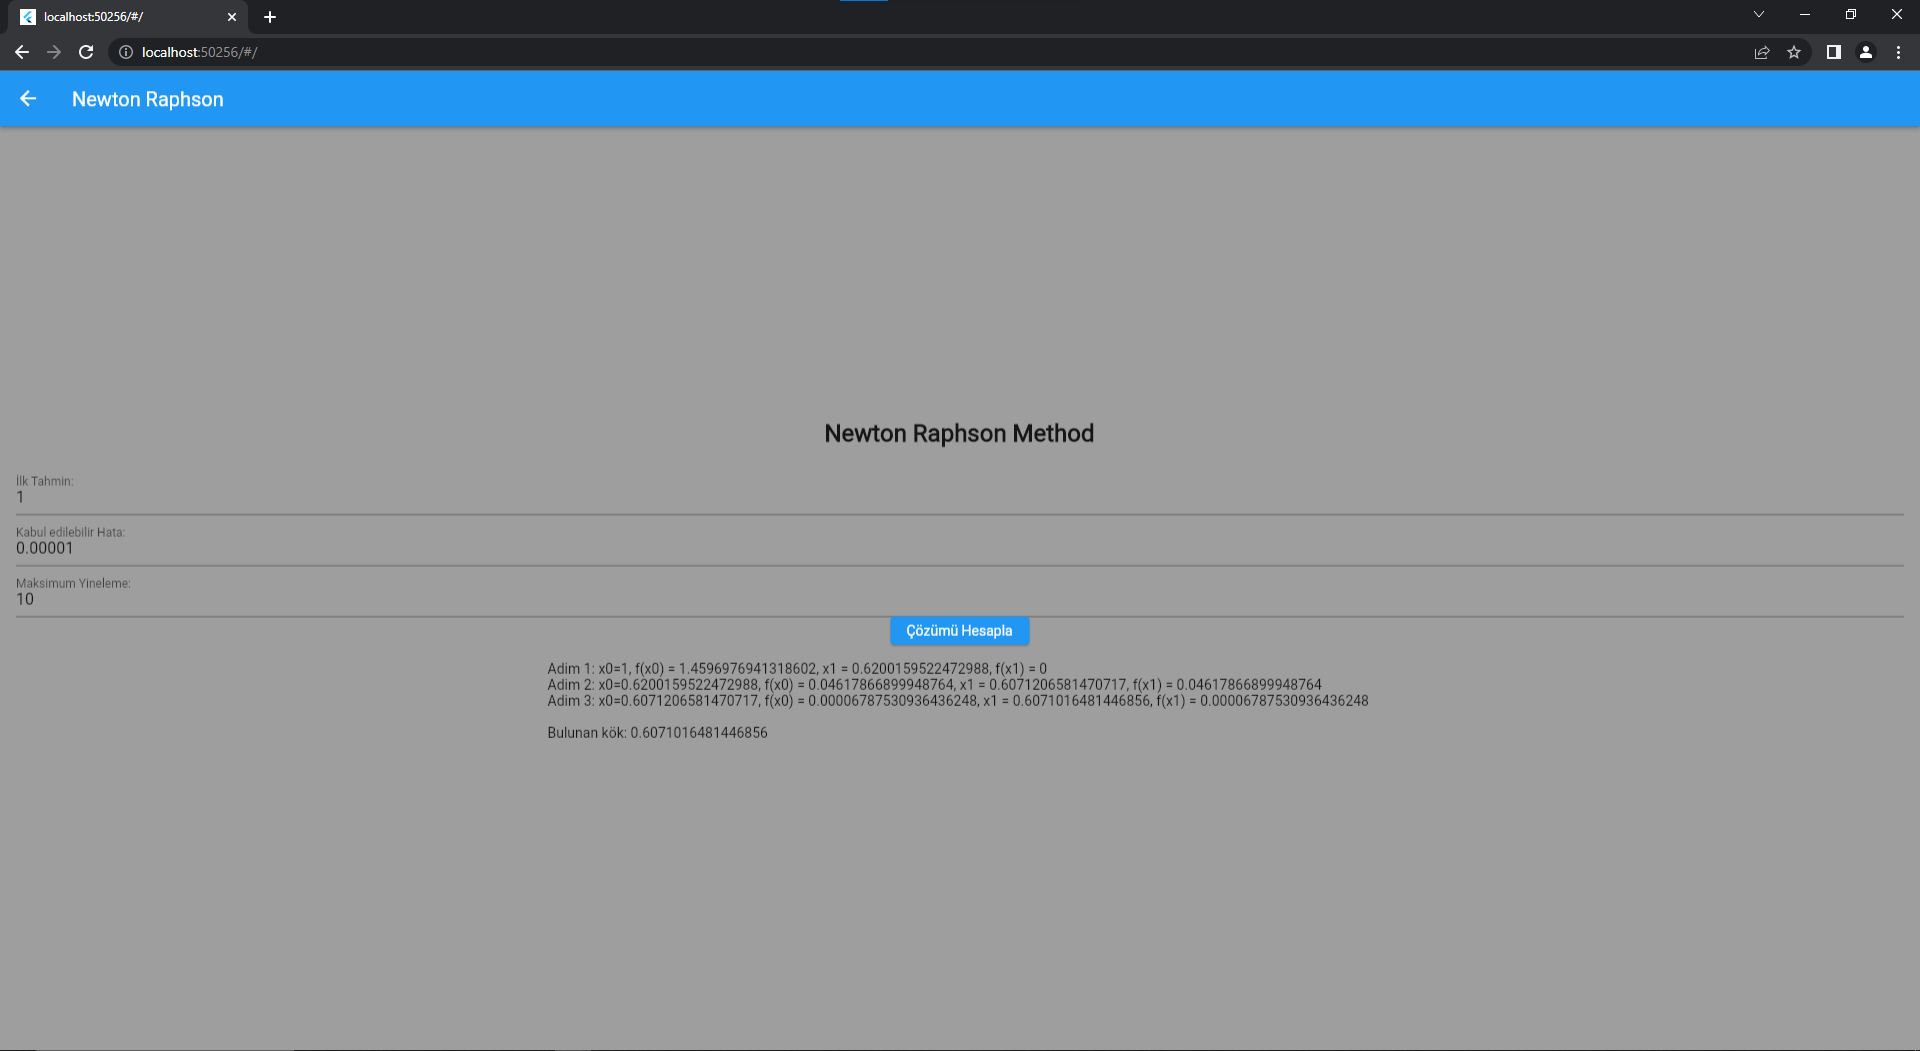 localhost:50256/#/
localhost:50256/#/
Newton Raphson
Newton Raphson Method
İlk Tahmin:
1
Kabul edilebilir Hata:
0.00001
Maksimum Yineleme:
10
Çözümü Hesapla
Adim 1: x0=1, f(x0) = 1.4596976941318602, x1 = 0.6200159522472988, f(x1) = 0
Adim 2: x0=0.6200159522472988, f(x0) = 0.04617866899948764, x1 = 0.6071206581470717, f(x1) = 0.04617866899948764
Adim 3: x0=0.6071206581470717, f(x0) = 0.00006787530936436248, x1 = 0.6071016481446856, f(x1) = 0.00006787530936436248
Bulunan kök: 0.6071016481446856